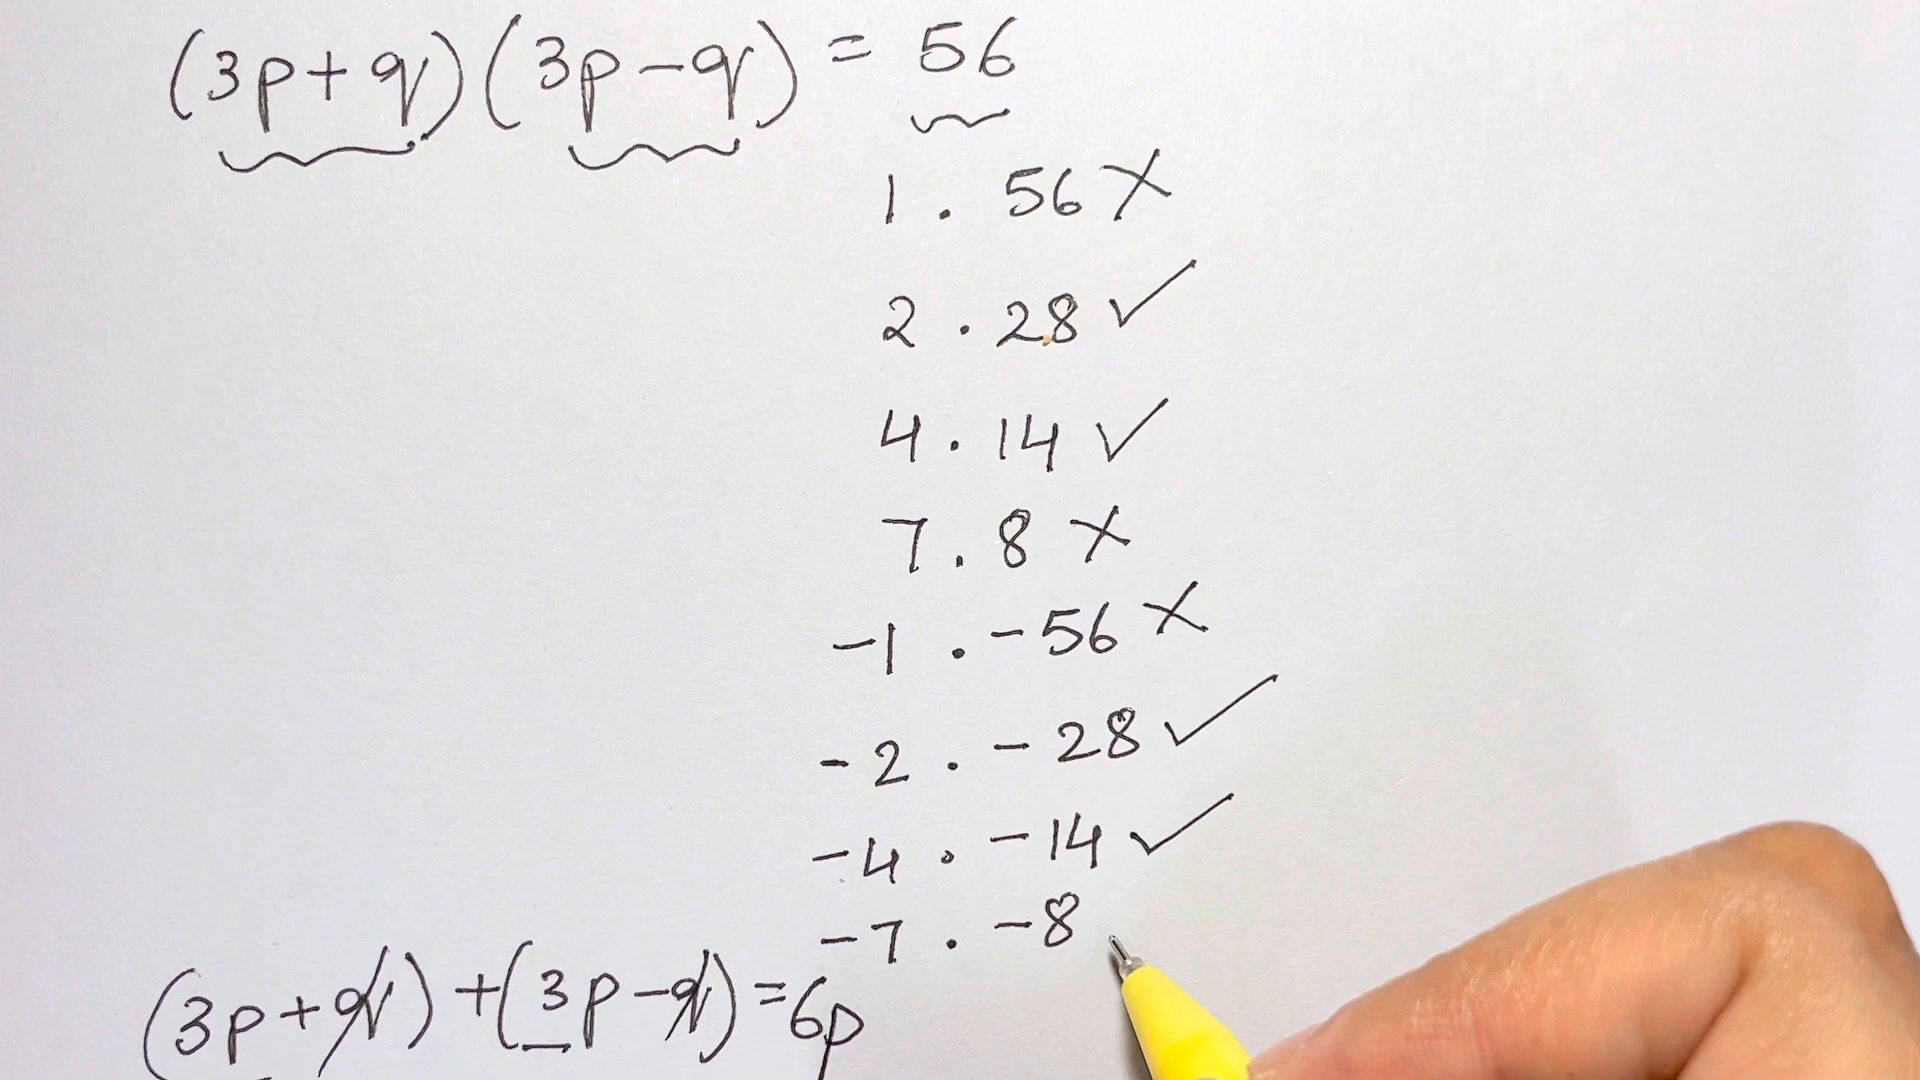 (3p+q)(3p-q) = 56
1 . 56 X
2 . 28 ✓
4 . 14 ✓
7 . 8 X
-1 . -56 X
-2 . -28 ✓
-4 . -14 ✓
-7 . -8
(3p+q)+(3p-q)=6p